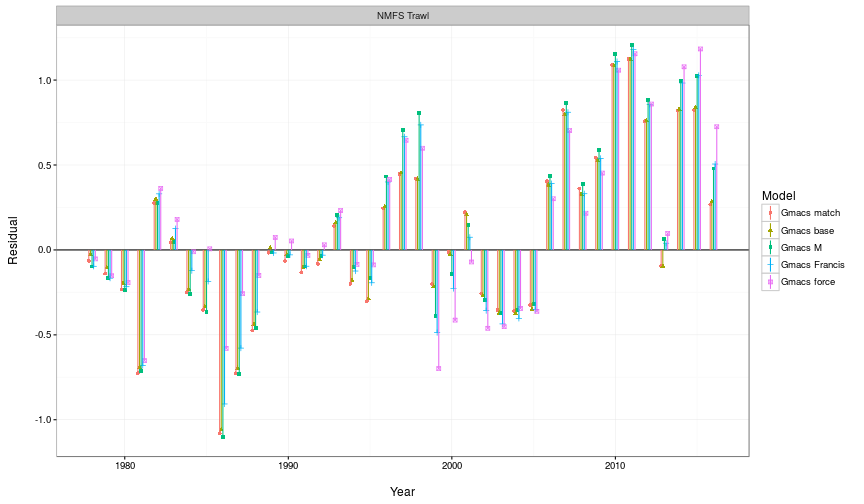 NMFS Trawl
1.0
0.5
0.0
-0.5
-1.0
Residual
1980
1990
2000
2010
Year
Model
Gmacs match
Gmacs base
Gmacs M
Gmacs Francis
Gmacs force